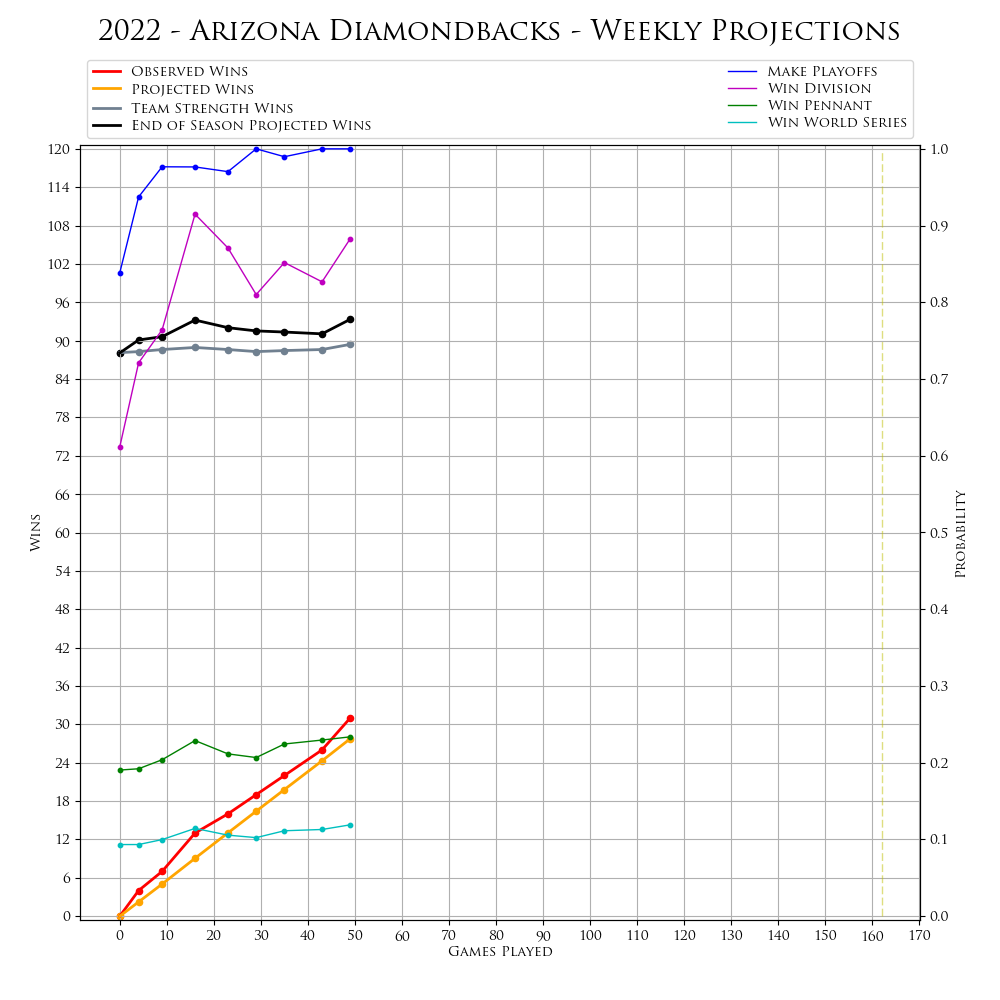 2022 - Arizona Diamondbacks - Weekly Projections
Observed Wins
Projected Wins
Team Strength Wins
End of Season Projected Wins
Make Playoffs
Win Division
Win Pennant
Win World Series
120
114
108
102
96
90
84
78
72
66
60
54
48
42
36
30
24
18
12
6
0
Wins
1.0
0.9
0.8
0.7
0.6
0.5
0.4
0.3
0.2
0.1
0.0
Probability
0 10 20 30 40 50 60 70 80 90 100 110 120 130 140 150 160 170
Games Played